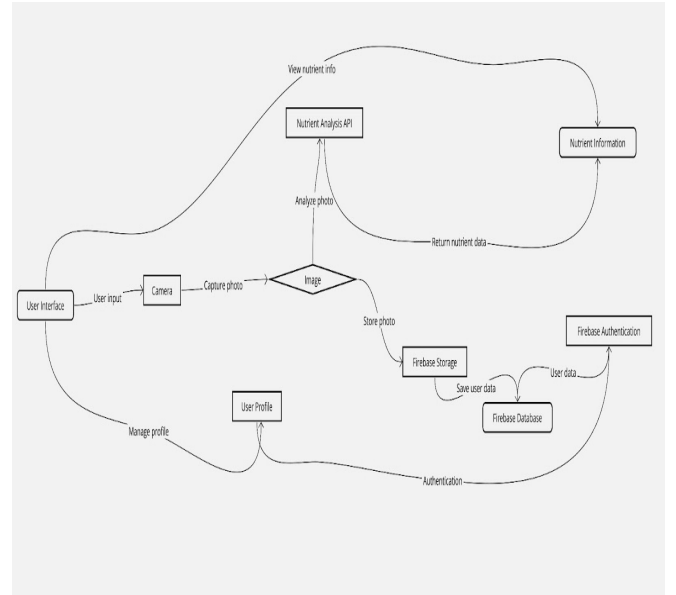 View nutrient info
Nutrient Analysis API
Nutrient Information
Analyze photo
Return nutrient data
User Interface
User input
Camera
Capture photo
Image
Store photo
Firebase Authentication
Firebase Storage
User data
Save user data
User Profile
Firebase Database
Manage profile
Authentication